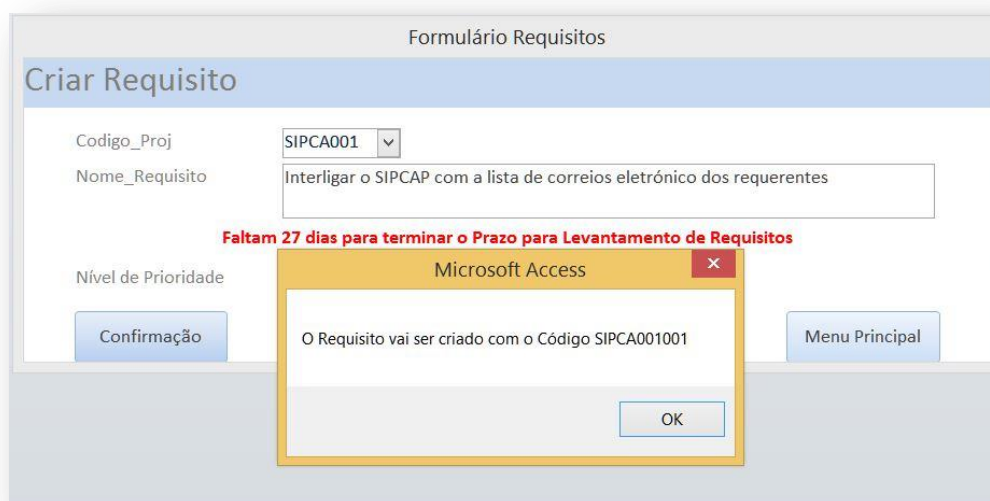 Formulário Requisitos
Criar Requisito
Codigo_Proj
SIPCA001
Nome_Requisito
Interligar o SIPCAP com a lista de correios eletrónico dos requerentes
Faltam 27 dias para terminar o Prazo para Levantamento de Requisitos
Nível de Prioridade
Microsoft Access
O Requisito vai ser criado com o Código SIPCA001001
OK
Confirmação
Menu Principal